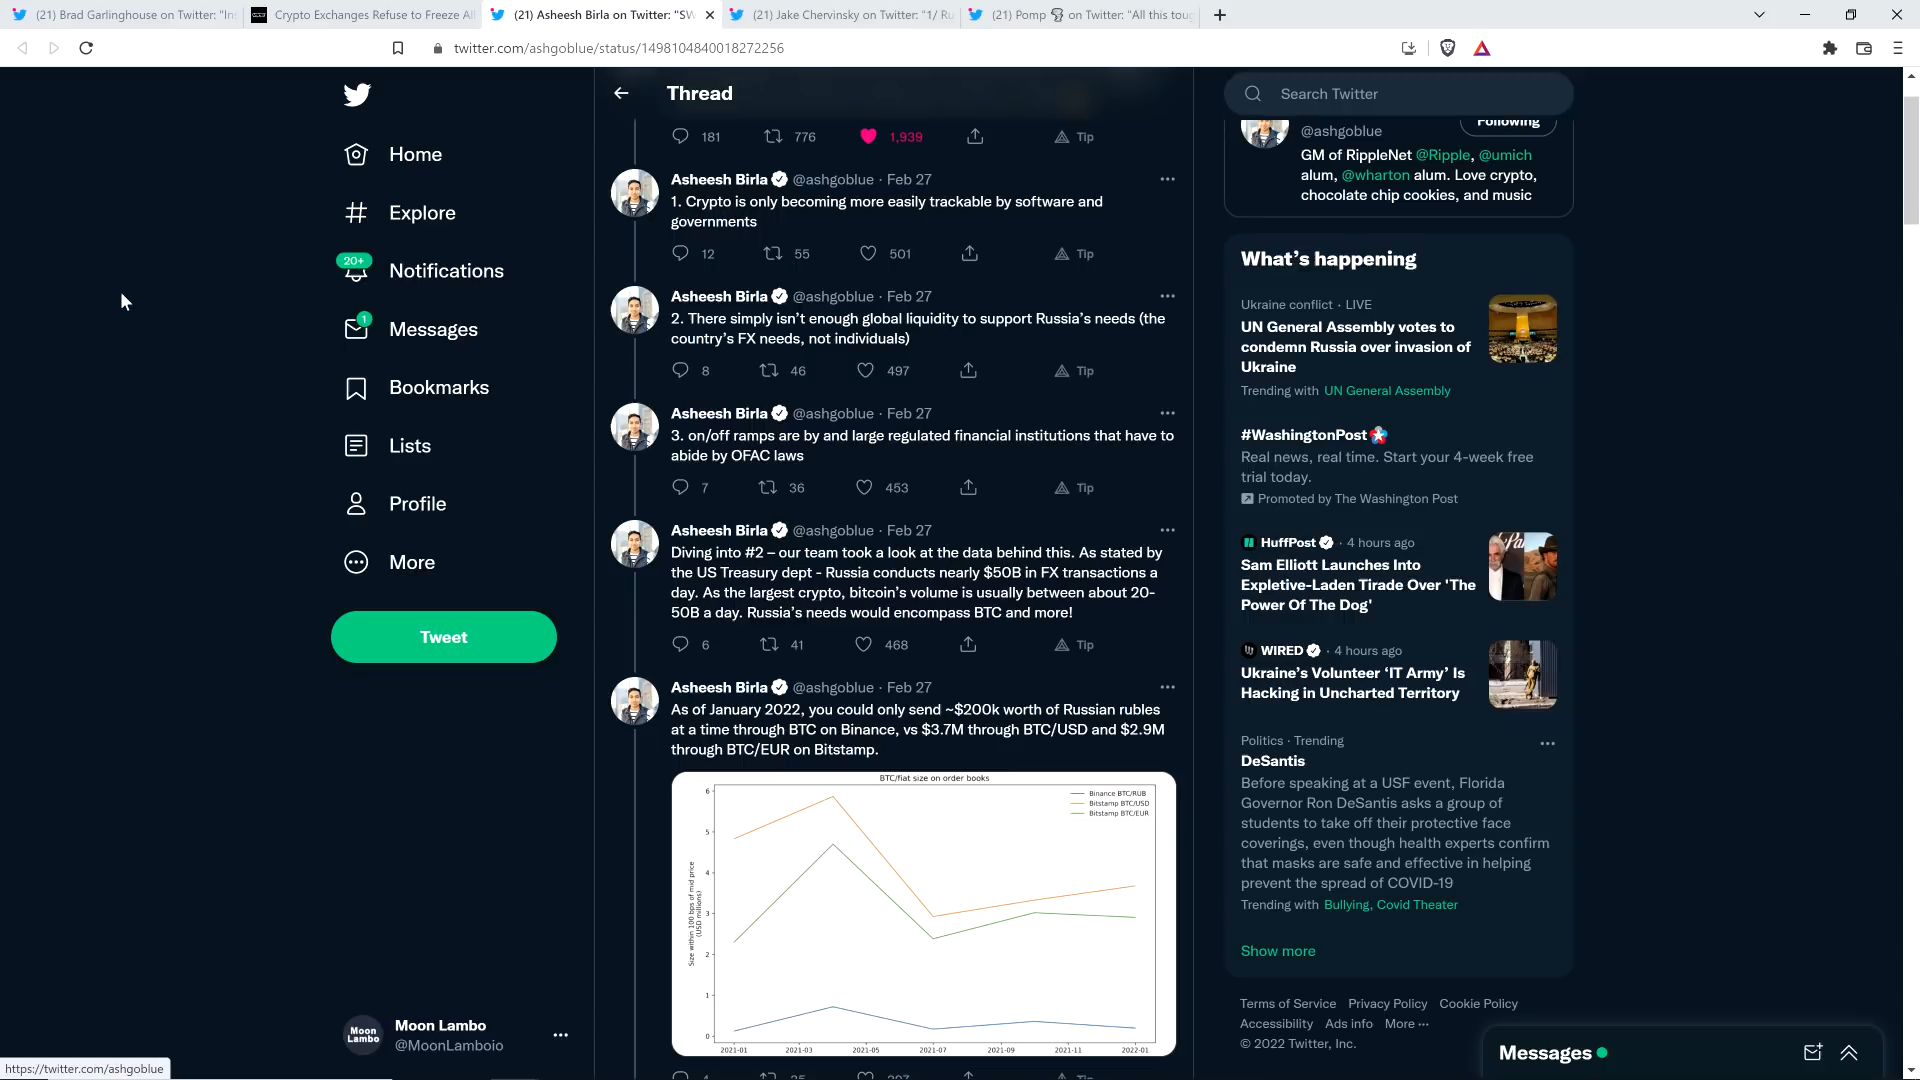 (21) Brad Garlinghouse on Twitter: "In
Crypto Exchanges Refuse to Freeze All
(21) Asheesh Birla on Twitter: "SW
(21) Jake Chervinsky on Twitter: "1/ Ru
(21) Pomp 🌪 on Twitter: "All this toug
twitter.com/ashgoblue/status/1498104840018272256
Home
Explore
20+
Notifications
1
Messages
Bookmarks
Lists
Profile
More
Tweet
Moon Lambo
Moon Lambo
@MoonLamboio
https://twitter.com/ashgoblue
Thread
181 776 1,939 Tip
Asheesh Birla @ashgoblue · Feb 27
1. Crypto is only becoming more easily trackable by software and
governments
12 55 501 Tip
Asheesh Birla @ashgoblue · Feb 27
2. There simply isn't enough global liquidity to support Russia's needs (the
country's FX needs, not individuals)
8 46 497 Tip
Asheesh Birla @ashgoblue · Feb 27
3. on/off ramps are by and large regulated financial institutions that have to
abide by OFAC laws
7 36 453 Tip
Asheesh Birla @ashgoblue · Feb 27
Diving into #2 – our team took a look at the data behind this. As stated by
the US Treasury dept - Russia conducts nearly $50B in FX transactions a
day. As the largest crypto, bitcoin's volume is usually between about 20-
50B a day. Russia's needs would encompass BTC and more!
6 41 468 Tip
Asheesh Birla @ashgoblue · Feb 27
As of January 2022, you could only send ~$200k worth of Russian rubles
at a time through BTC on Binance, vs $3.7M through BTC/USD and $2.9M
through BTC/EUR on Bitstamp.
BTC/fiat size on order books
Binance BTC/RUB
Bitstamp BTC/USD
Bitstamp BTC/EUR
Size within 100 bps of mid price
(USD millions)
6
5
4
3
2
1
0
2021-01 2021-03 2021-05 2021-07 2021-09 2021-11 2022-01
Search Twitter
@ashgoblue
Following
GM of RippleNet @Ripple, @umich
alum, @wharton alum. Love crypto,
chocolate chip cookies, and music
What's happening
Ukraine conflict · LIVE
UN General Assembly votes to
condemn Russia over invasion of
Ukraine
Trending with UN General Assembly
#WashingtonPost
Real news, real time. Start your 4-week free
trial today.
Promoted by The Washington Post
HuffPost · 4 hours ago
Sam Elliott Launches Into
Expletive-Laden Tirade Over 'The
Power Of The Dog'
WIRED · 4 hours ago
Ukraine's Volunteer 'IT Army' Is
Hacking in Uncharted Territory
Politics · Trending
DeSantis
Before speaking at a USF event, Florida
Governor Ron DeSantis asks a group of
students to take off their protective face
coverings, even though health experts confirm
that masks are safe and effective in helping
prevent the spread of COVID-19
Trending with Bullying, Covid Theater
Show more
Terms of Service Privacy Policy Cookie Policy
Accessibility Ads info More ···
© 2022 Twitter, Inc.
Messages